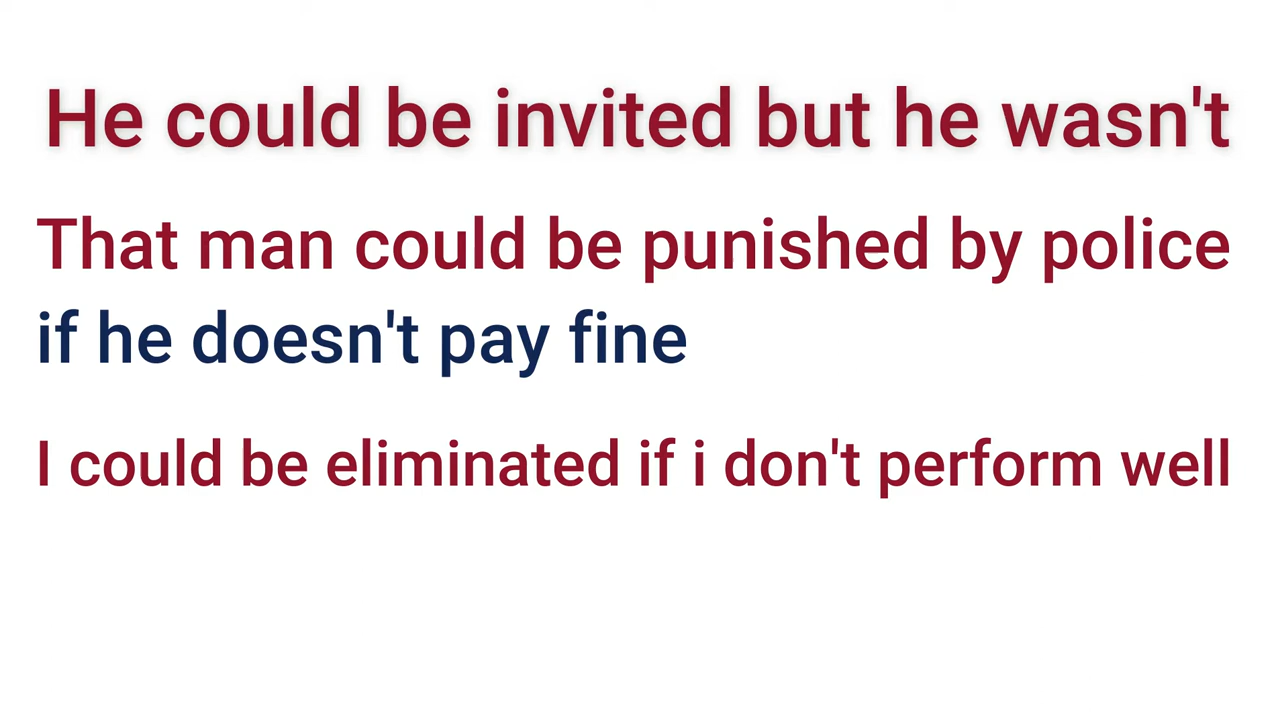 He could be invited but he wasn't
That man could be punished by police
if he doesn't pay fine
I could be eliminated if i don't perform well